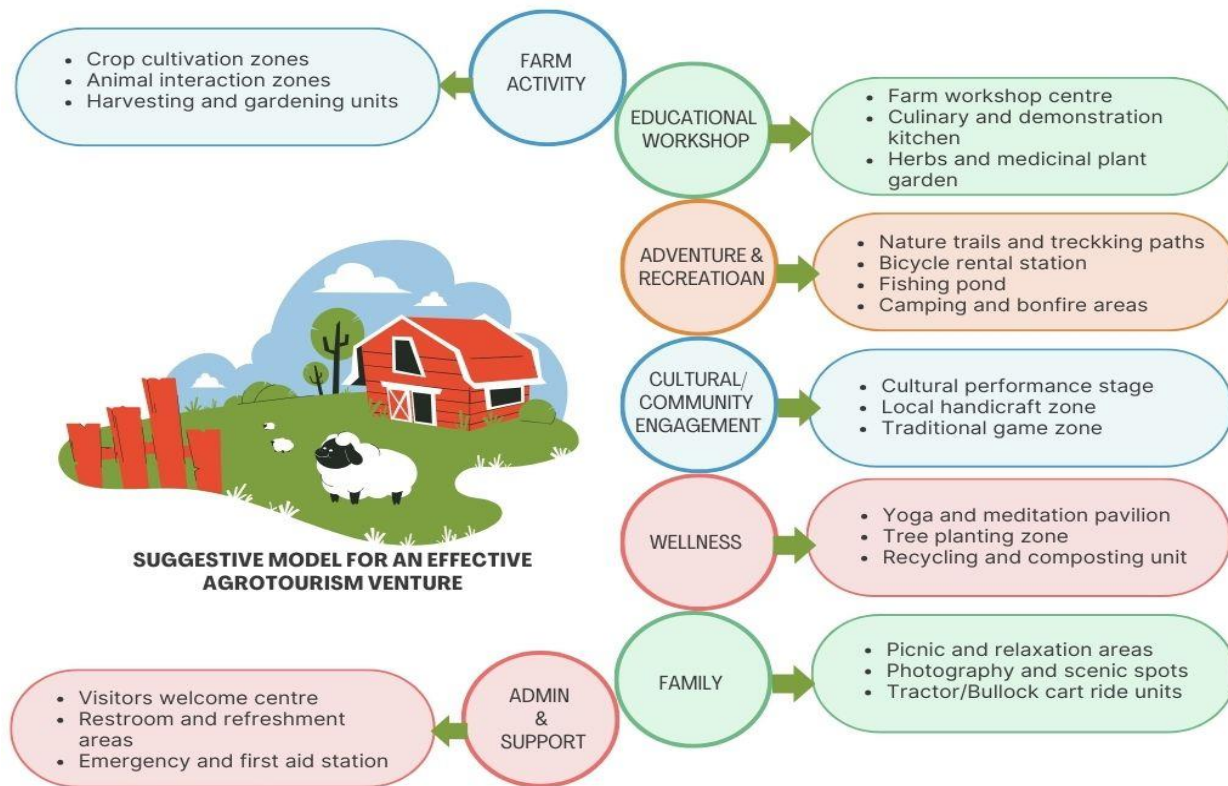 FARM
ACTIVITY
• Crop cultivation zones
• Animal interaction zones
• Harvesting and gardening units
EDUCATIONAL
WORKSHOP
• Farm workshop centre
• Culinary and demonstration
kitchen
• Herbs and medicinal plant
garden
ADVENTURE &
RECREATIOAN
• Nature trails and treckking paths
• Bicycle rental station
• Fishing pond
• Camping and bonfire areas
CULTURAL/
COMMUNITY
ENGAGEMENT
• Cultural performance stage
• Local handicraft zone
• Traditional game zone
WELLNESS
• Yoga and meditation pavilion
• Tree planting zone
• Recycling and composting unit
FAMILY
• Picnic and relaxation areas
• Photography and scenic spots
• Tractor/Bullock cart ride units
ADMIN
&
SUPPORT
• Visitors welcome centre
• Restroom and refreshment
areas
• Emergency and first aid station
SUGGESTIVE MODEL FOR AN EFFECTIVE
AGROTOURISM VENTURE